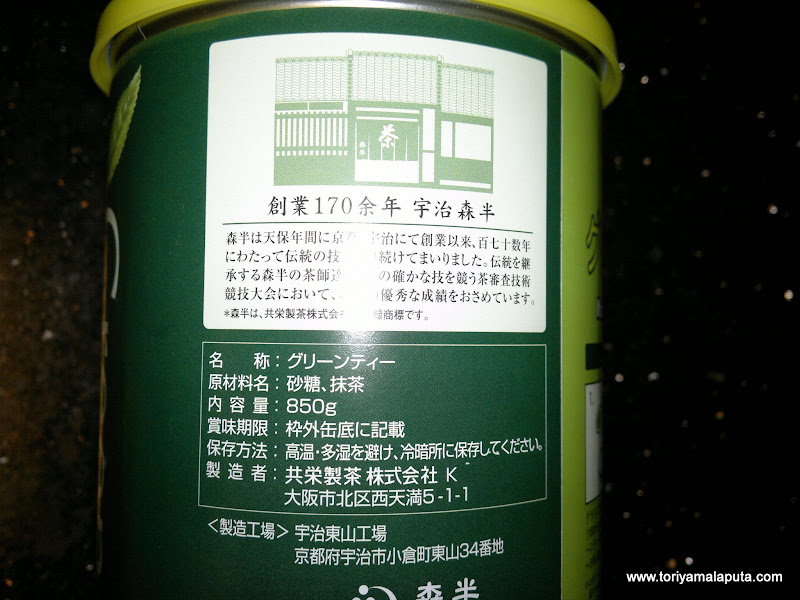 茶
創業170余年 宇治森半
森半は天保年間に京 宇治にて創業以来、百七十数年
にわたって伝統の技 続けてまいりました。伝統を継
承する森半の茶師達 の確かな技を競う茶審査技術
競技大会において、 優秀な成績をおさめています。
*森半は、共栄製茶株式会 録商標です。
名称:グリーンティー
原材料名:砂糖、抹茶
内容量:850g
賞味期限:枠外缶底に記載
保存方法:高温・多湿を避け、冷暗所に保存してください。
製造者:共栄製茶 株式会社 K
大阪市北区西天満5-1-1
<製造工場> 宇治東山工場
京都府宇治市小倉町東山34番地
森半
www.toriyamalaputa.com